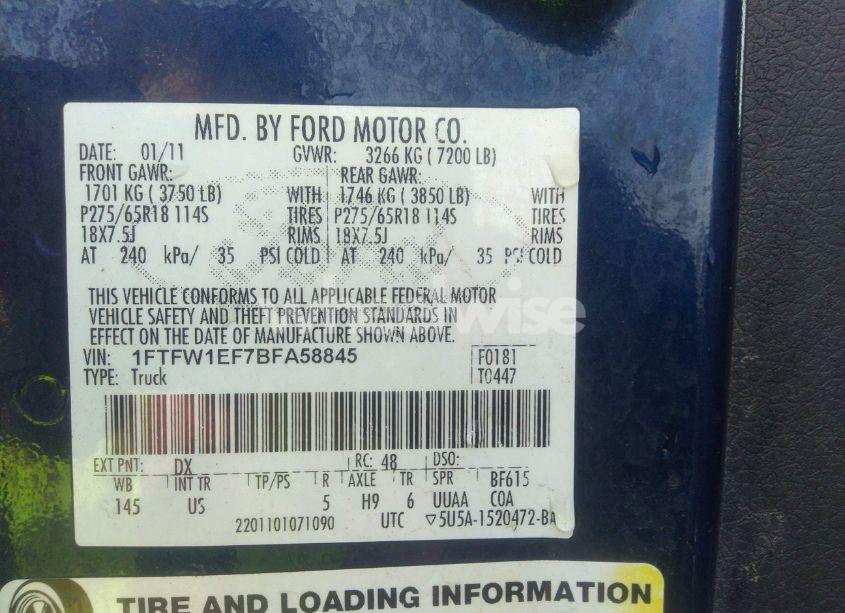 MFD. BY FORD MOTOR CO.
DATE: 01/11 GVWR: 3266 KG ( 7200 LB)
FRONT GAWR: REAR GAWR:
1701 KG ( 3750 LB) WITH 1746 KG ( 3850 LB) WITH
P275/65R18 114S TIRES P275/65R18 114S TIRES
18X7.5J RIMS 18X7.5J RIMS
AT 240 kPa/ 35 PSI COLD AT 240 kPa/ 35 PSI COLD
THIS VEHICLE CONFORMS TO ALL APPLICABLE FEDERAL MOTOR
VEHICLE SAFETY AND THEFT PREVENTION STANDARDS IN
EFFECT ON THE DATE OF MANUFACTURE SHOWN ABOVE.
VIN: 1FTFW1EF7BFA58845 F0181
TYPE: Truck T0447
EXT PNT: DX RC: 48 DSO:
WB INT TR TP/PS R AXLE TR SPR BF615
145 US 5 H9 6 UUAA COA
2201101071090 UTC ▽5U5A-1520472-BA
TIRE AND LOADING INFORMATION